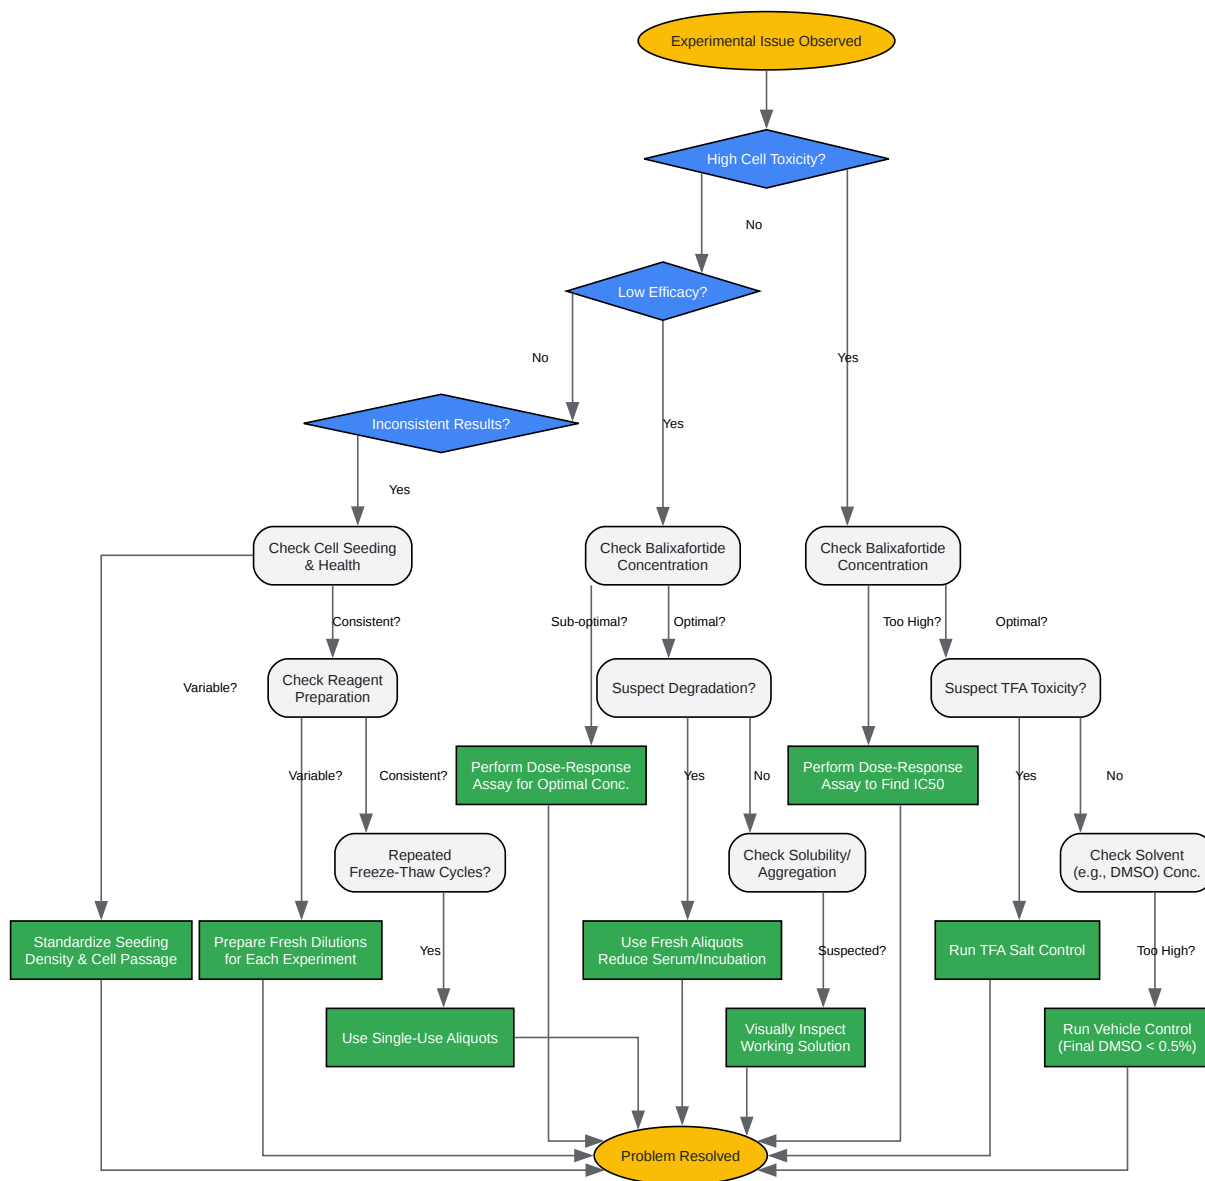 Experimental Issue Observed
High Cell Toxicity?
No
Low Efficacy?
No
Yes
Inconsistent Results?
Yes
Yes
Check Cell Seeding
& Health
Check Balixafortide
Concentration
Check Balixafortide
Concentration
Consistent?
Sub-optimal?
Optimal?
Too High?
Optimal?
Variable?
Check Reagent
Preparation
Suspect Degradation?
Suspect TFA Toxicity?
Variable?
Consistent?
Perform Dose-Response
Assay for Optimal Conc.
Yes
No
Perform Dose-Response
Assay to Find IC50
Yes
No
Repeated
Freeze-Thaw Cycles?
Check Solubility/
Aggregation
Check Solvent
(e.g., DMSO) Conc.
Standardize Seeding
Density & Cell Passage
Prepare Fresh Dilutions
for Each Experiment
Yes
Use Fresh Aliquots
Reduce Serum/Incubation
Suspected?
Run TFA Salt Control
Too High?
Use Single-Use Aliquots
Visually Inspect
Working Solution
Run Vehicle Control
(Final DMSO < 0.5%)
Problem Resolved